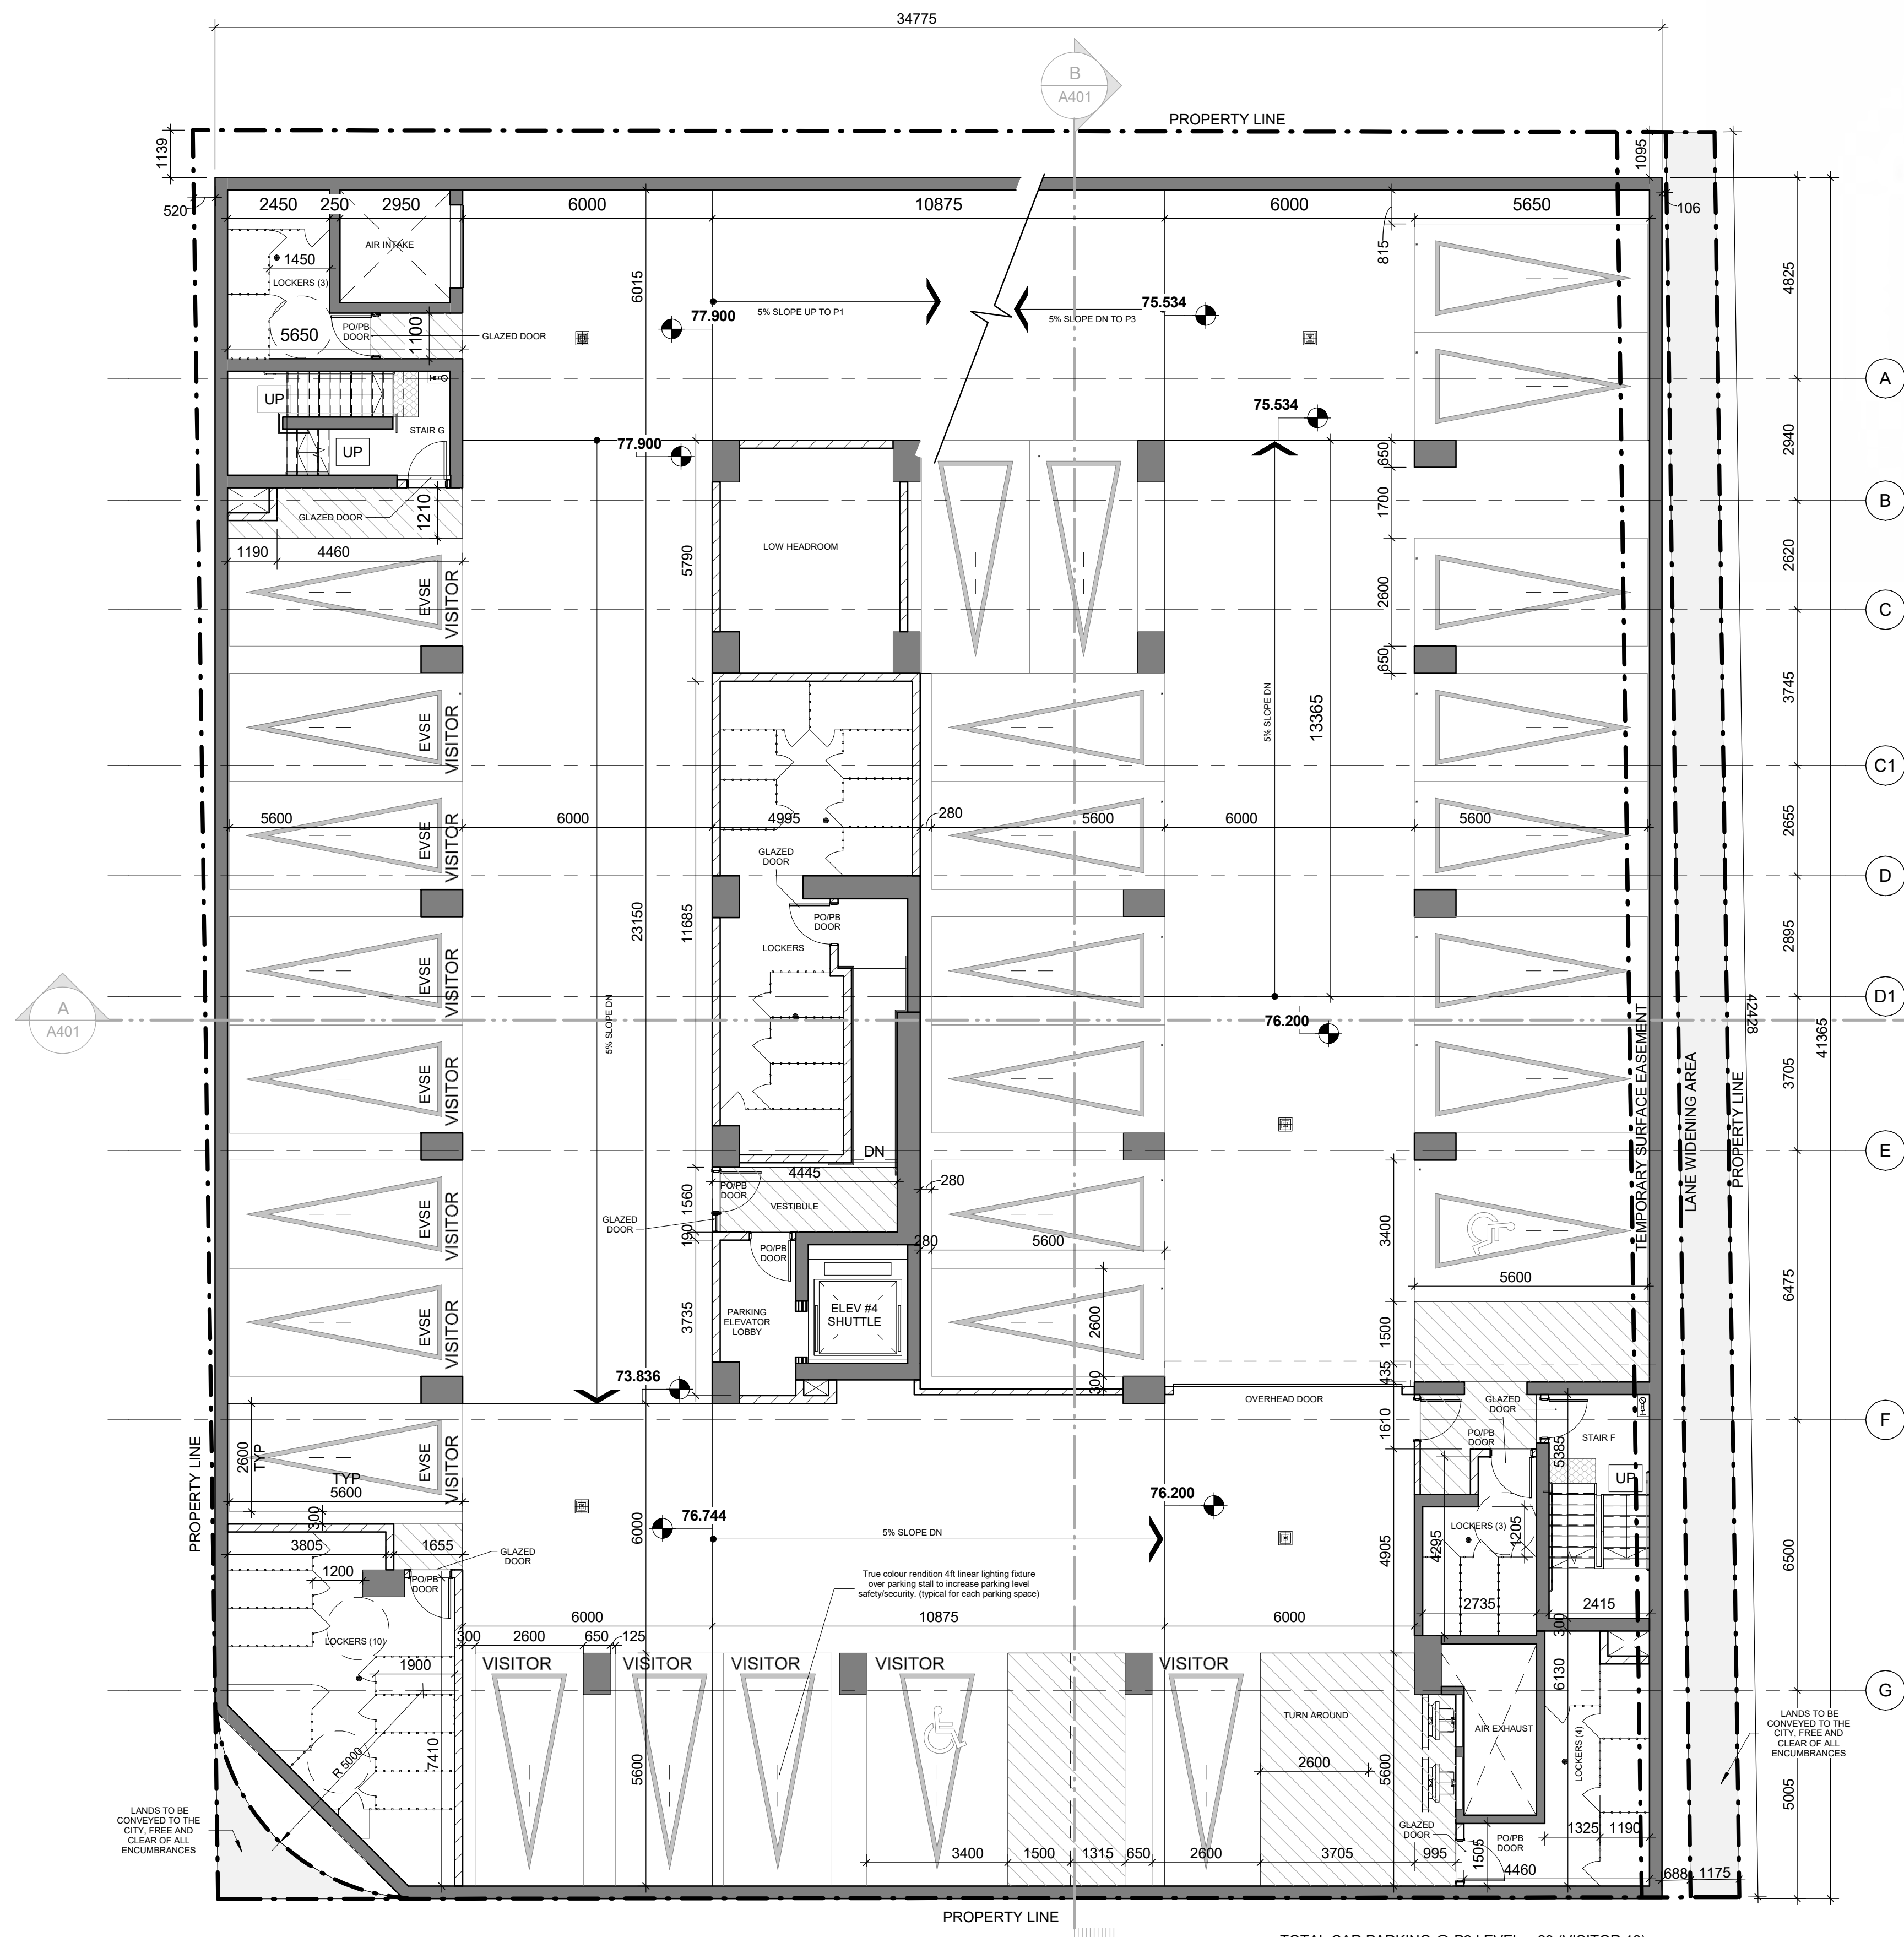 34775
B
A401
PROPERTY LINE
1139
1095
520
2450
250
2950
6000
10875
6000
5650
106
AIR INTAKE
815
4825
1450
LOCKERS (3)
6015
77.900
5% SLOPE UP TO P1
75.534
5% SLOPE DN TO P3
5650
PO/PB
DOOR
1100
GLAZED DOOR
A
UP
STAIR G
UP
77.900
75.534
650
2940
1700
B
GLAZED DOOR
1210
1190
4460
5790
LOW HEADROOM
2600
2620
C
EVSE
VISITOR
650
EVSE
VISITOR
5% SLOPE DN
13365
3745
C1
EVSE
VISITOR
5600
6000
4995
280
5600
6000
5600
2655
GLAZED
DOOR
D
23150
11685
PO/PB
DOOR
LOCKERS
2895
EVSE
VISITOR
A
A401
5% SLOPE DN
76.200
D1
42428
41365
EVSE
VISITOR
TEMPORARY SURFACE EASEMENT
LANE WIDENING AREA
PROPERTY LINE
3705
DN
E
4445
280
PO/PB
DOOR
VESTIBULE
1560
190
GLAZED
DOOR
EVSE
VISITOR
PO/PB
DOOR
280
5600
3400
5600
6475
EVSE
VISITOR
PARKING
ELEVATOR
LOBBY
ELEV #4
SHUTTLE
3735
2600
300
1500
435
73.836
OVERHEAD DOOR
GLAZED
DOOR
F
PROPERTY LINE
2600
TYP
EVSE
VISITOR
TYP
5600
300
1610
PO/PB
DOOR
5385
STAIR F
UP
76.744
76.200
6000
5% SLOPE DN
LOCKERS (3)
4295
1205
4905
6500
3805
1655
GLAZED
DOOR
1200
PO/PB
DOOR
True colour rendition 4ft linear lighting fixture
over parking stall to increase parking level
safety/security. (typical for each parking space)
2735
2415
300
6000
10875
6000
300
2600
650
125
LOCKERS (10)
1900
VISITOR
VISITOR
VISITOR
VISITOR
VISITOR
6130
G
R 5000
7410
5600
TURN AROUND
2600
5600
AIR EXHAUST
LOCKERS (4)
LANDS TO BE
CONVEYED TO THE
CITY, FREE AND
CLEAR OF ALL
ENCUMBRANCES
5005
LANDS TO BE
CONVEYED TO THE
CITY, FREE AND
CLEAR OF ALL
ENCUMBRANCES
3400
1500
1315
650
2600
3705
995
GLAZED
DOOR
1505
PO/PB
DOOR
1325
1190
4460
688
1175
PROPERTY LINE